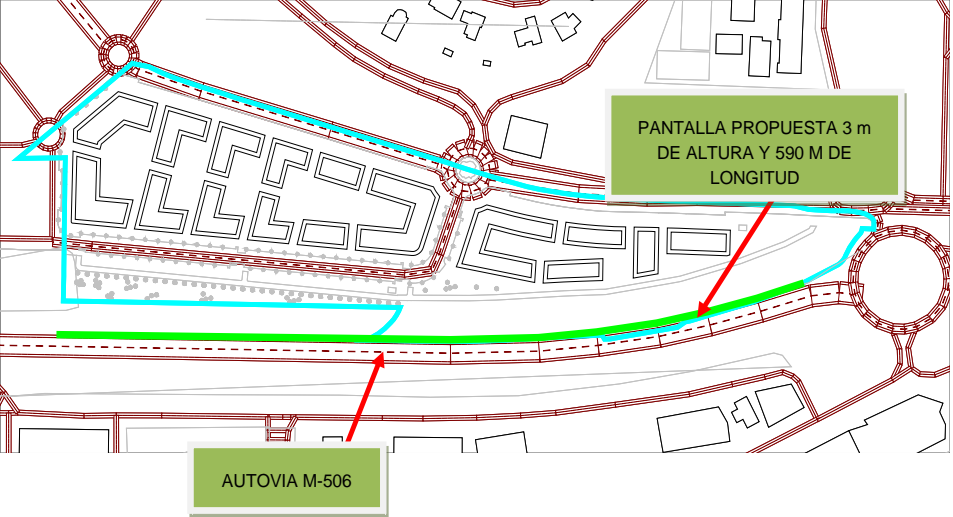 PANTALLA PROPUESTA 3 m
DE ALTURA Y 590 M DE
LONGITUD
AUTOVIA M-506